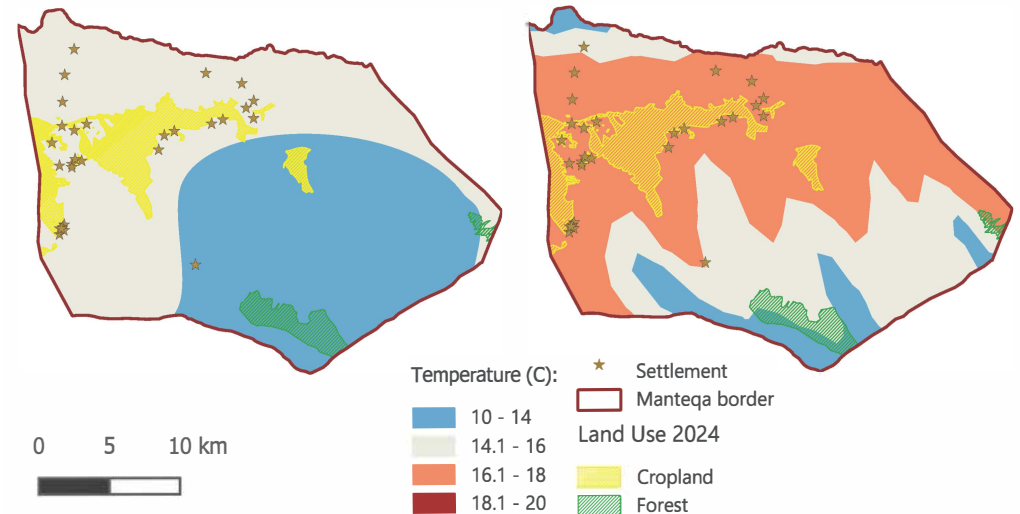 Temperature (C):
10 - 14
14.1 - 16
16.1 - 18
18.1 - 20
Settlement
Manteqa border
Land Use 2024
Cropland
Forest
0 5 10 km